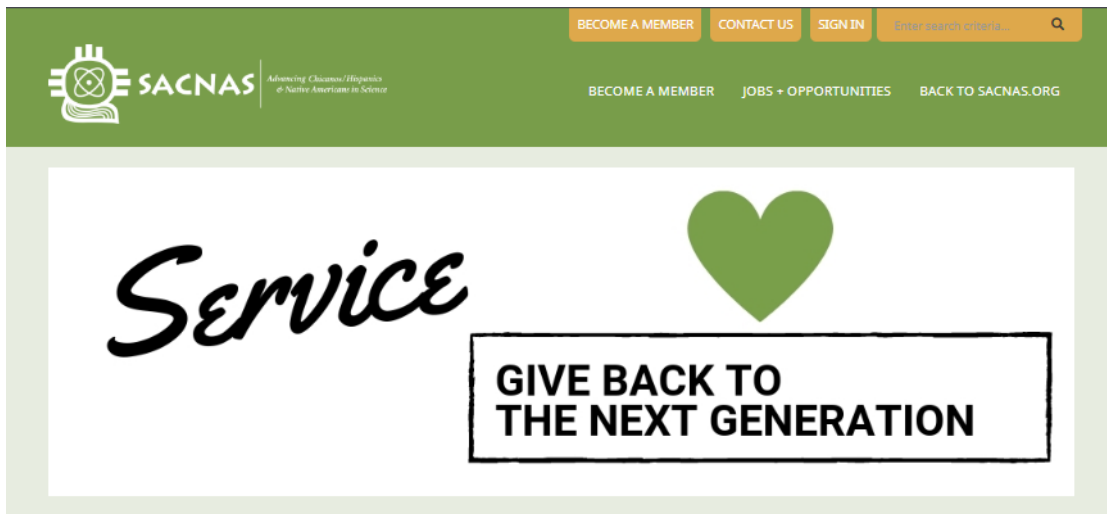 BECOME A MEMBER
CONTACT US
SIGN IN
Enter search criteria...
SACNAS
Advancing Chicanos/Hispanics
& Native Americans in Science
BECOME A MEMBER
JOBS + OPPORTUNITIES
BACK TO SACNAS.ORG
Service
GIVE BACK TO
THE NEXT GENERATION